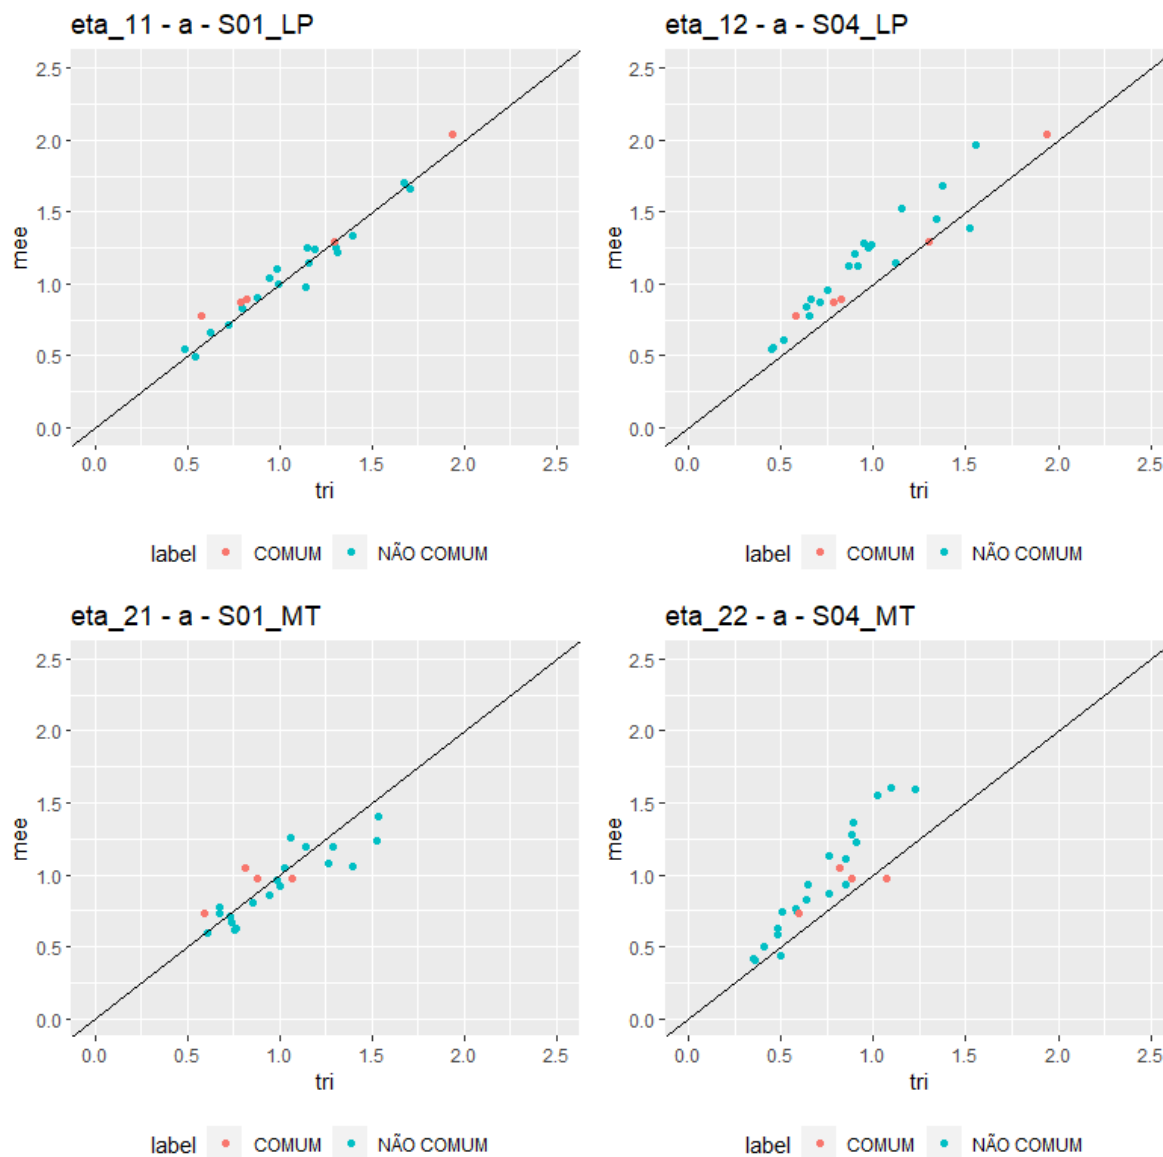 eta_11 - a - S01_LP
2.5
2.0
1.5
1.0
0.5
0.0
mee
0.0 0.5 1.0 1.5 2.0 2.5
tri
label COMUM NÃO COMUM
eta_12 - a - S04_LP
2.5
2.0
1.5
1.0
0.5
0.0
mee
0.0 0.5 1.0 1.5 2.0 2.5
tri
label COMUM NÃO COMUM
eta_21 - a - S01_MT
2.5
2.0
1.5
1.0
0.5
0.0
mee
0.0 0.5 1.0 1.5 2.0 2.5
tri
label COMUM NÃO COMUM
eta_22 - a - S04_MT
2.5
2.0
1.5
1.0
0.5
0.0
mee
0.0 0.5 1.0 1.5 2.0 2.5
tri
label COMUM NÃO COMUM